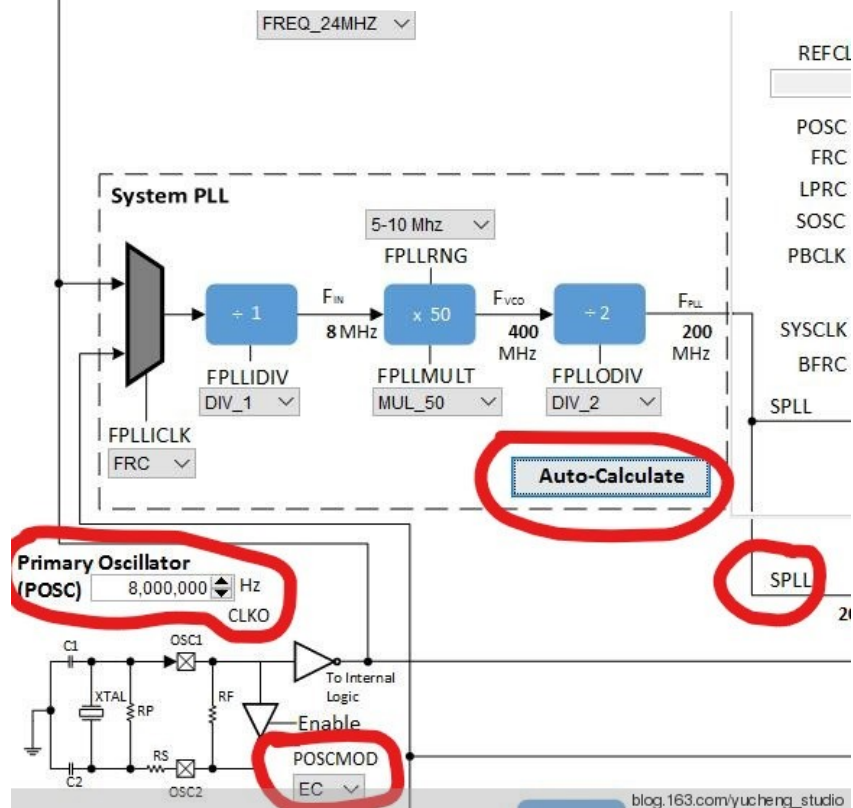 FREQ_24MHZ
REFCL
POSC
FRC
LPRC
SOSC
PBCLK
SYSCLK
BFRC
System PLL
5-10 Mhz
FPLLRNG
÷ 1
FIN
8 MHz
x 50
FVCO
400
MHz
÷ 2
FPLL
200
MHz
FPLLIDIV
DIV_1
FPLLMULT
MUL_50
FPLLODIV
DIV_2
FPLLICLK
FRC
SPLL
Auto-Calculate
Primary Oscillator
(POSC) 8,000,000 Hz
CLKO
SPLL
20
C1
OSC1
To Internal
Logic
XTAL
RP
RF
Enable
RS
C2
OSC2
POSCMOD
EC
blog.163.com/yucheng_studio